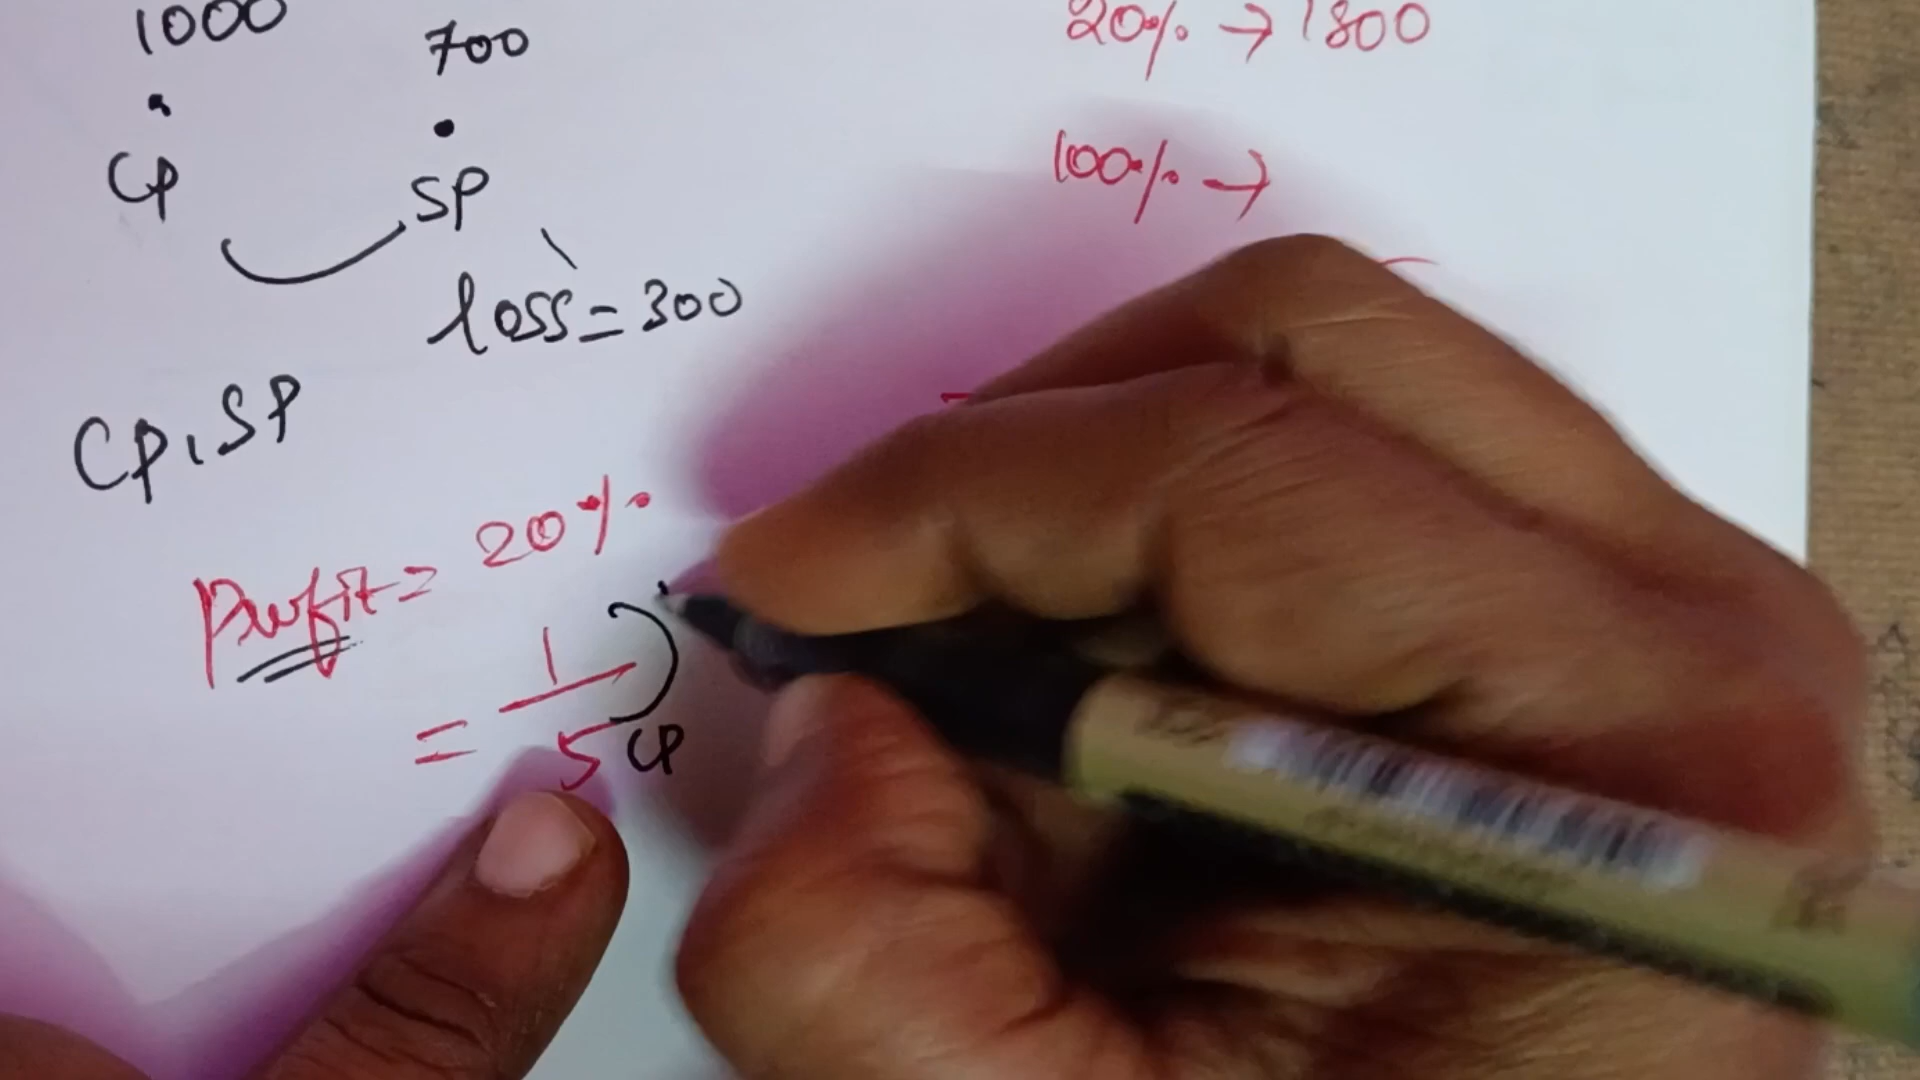 1000
700
CP
SP
loss = 300
CP, SP
Profit = 20%
= 1/5 CP
20% → 1800
100% →